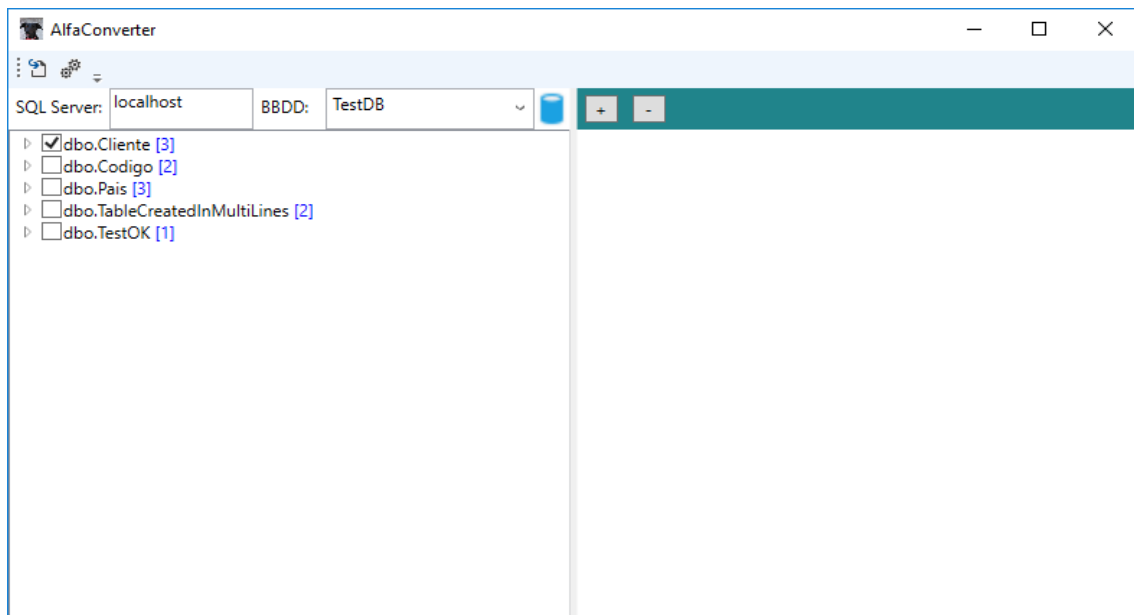 AlfaConverter
SQL Server: localhost BBDD: TestDB + -
dbo.Cliente [3]
dbo.Codigo [2]
dbo.Pais [3]
dbo.TableCreatedInMultiLines [2]
dbo.TestOK [1]